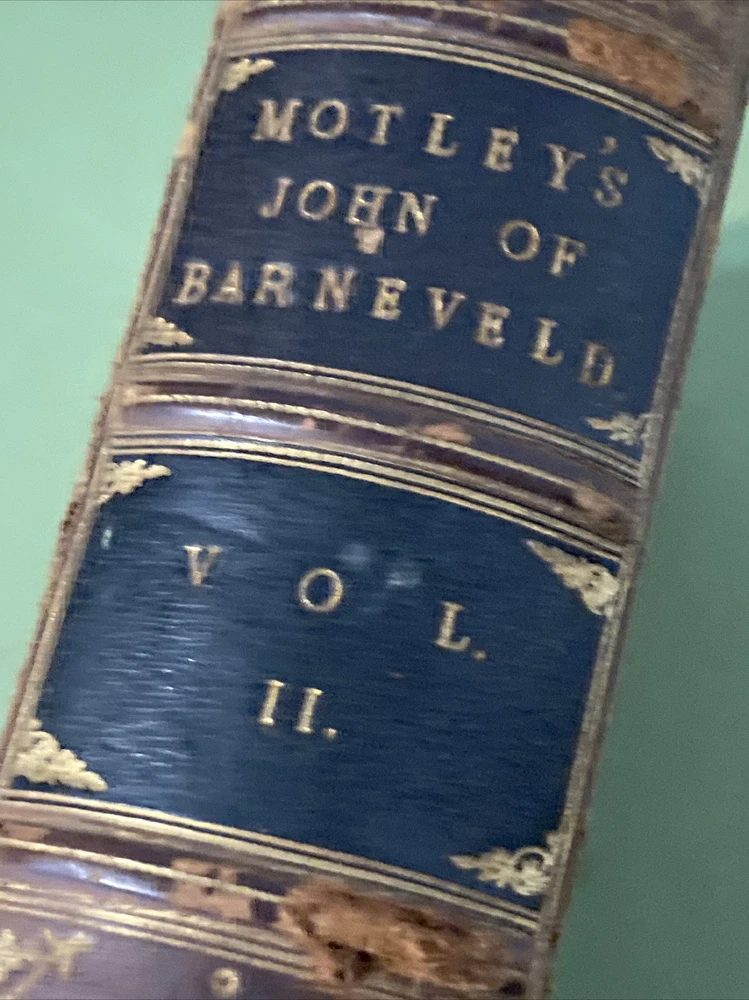 MOTLEY'S
JOHN OF
BARNEVELD
VOL.
II.